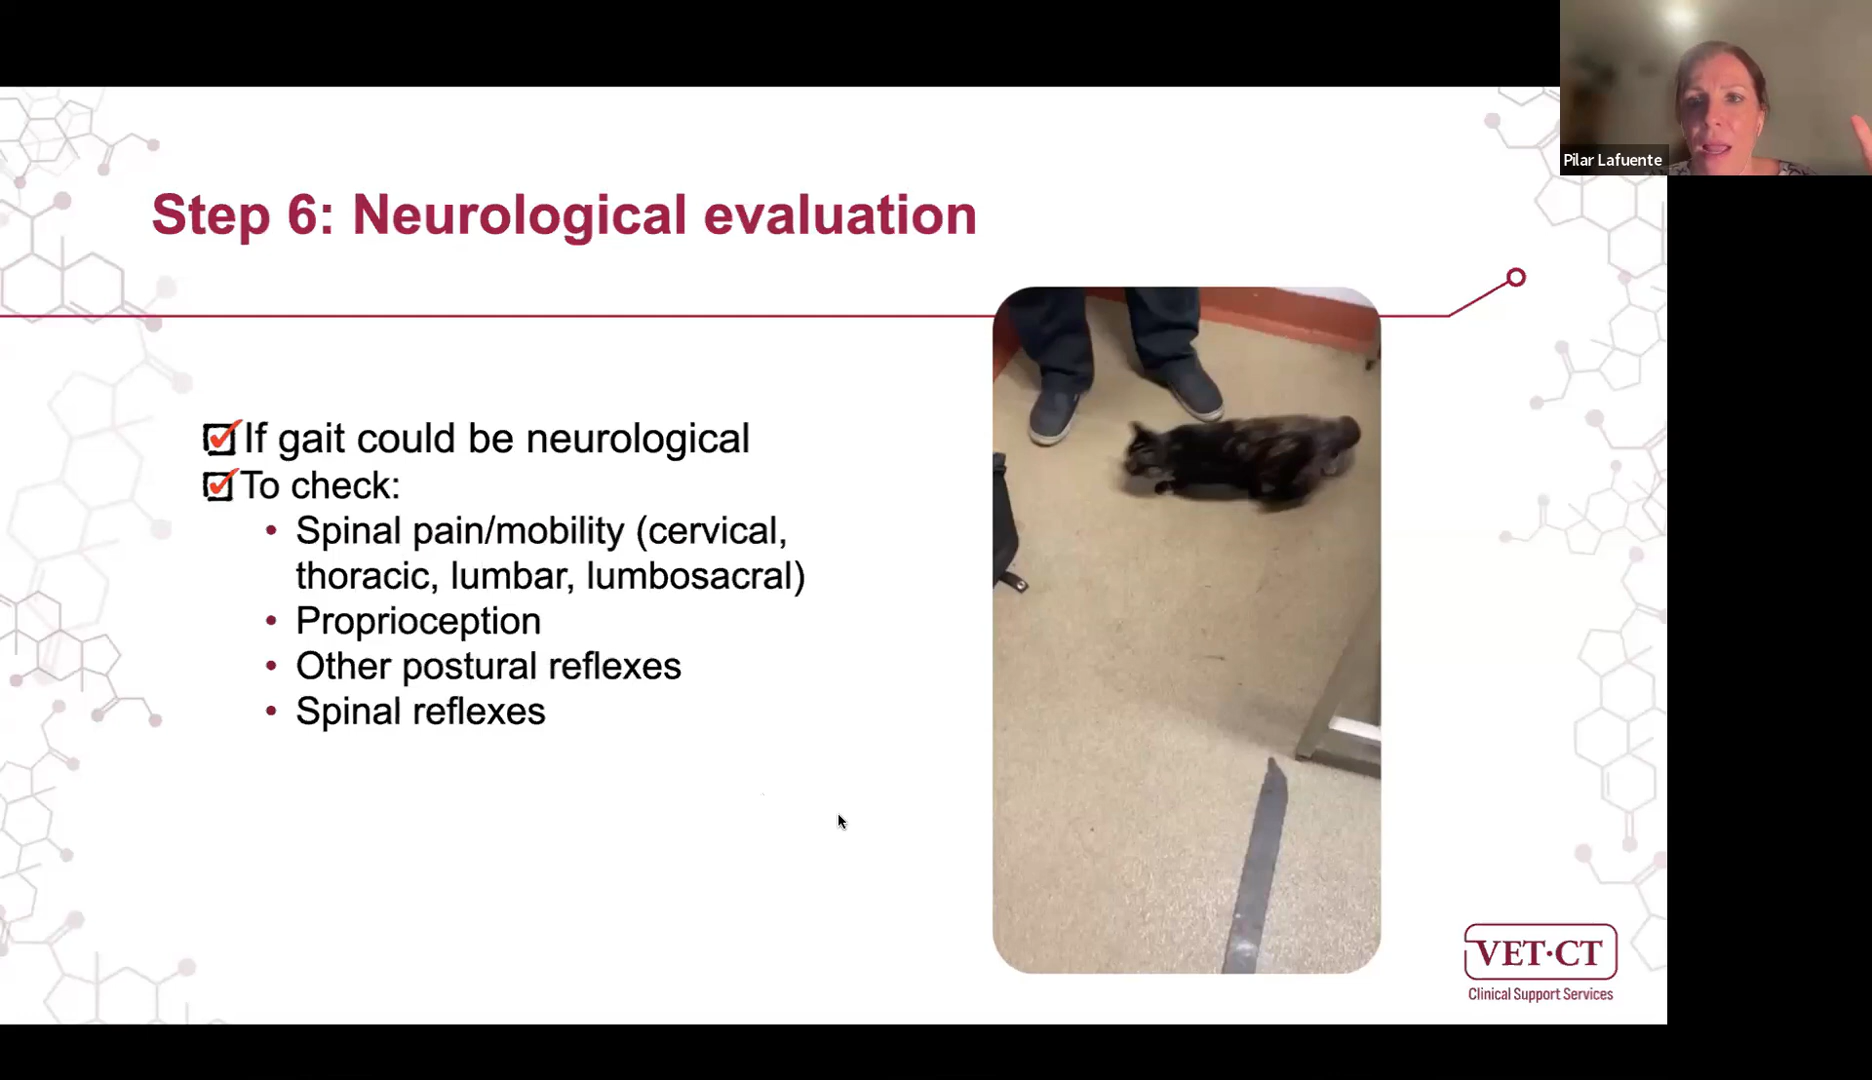 Pilar Lafuente
Step 6: Neurological evaluation
If gait could be neurological
To check:
• Spinal pain/mobility (cervical,
thoracic, lumbar, lumbosacral)
• Proprioception
• Other postural reflexes
• Spinal reflexes
VET·CT
Clinical Support Services